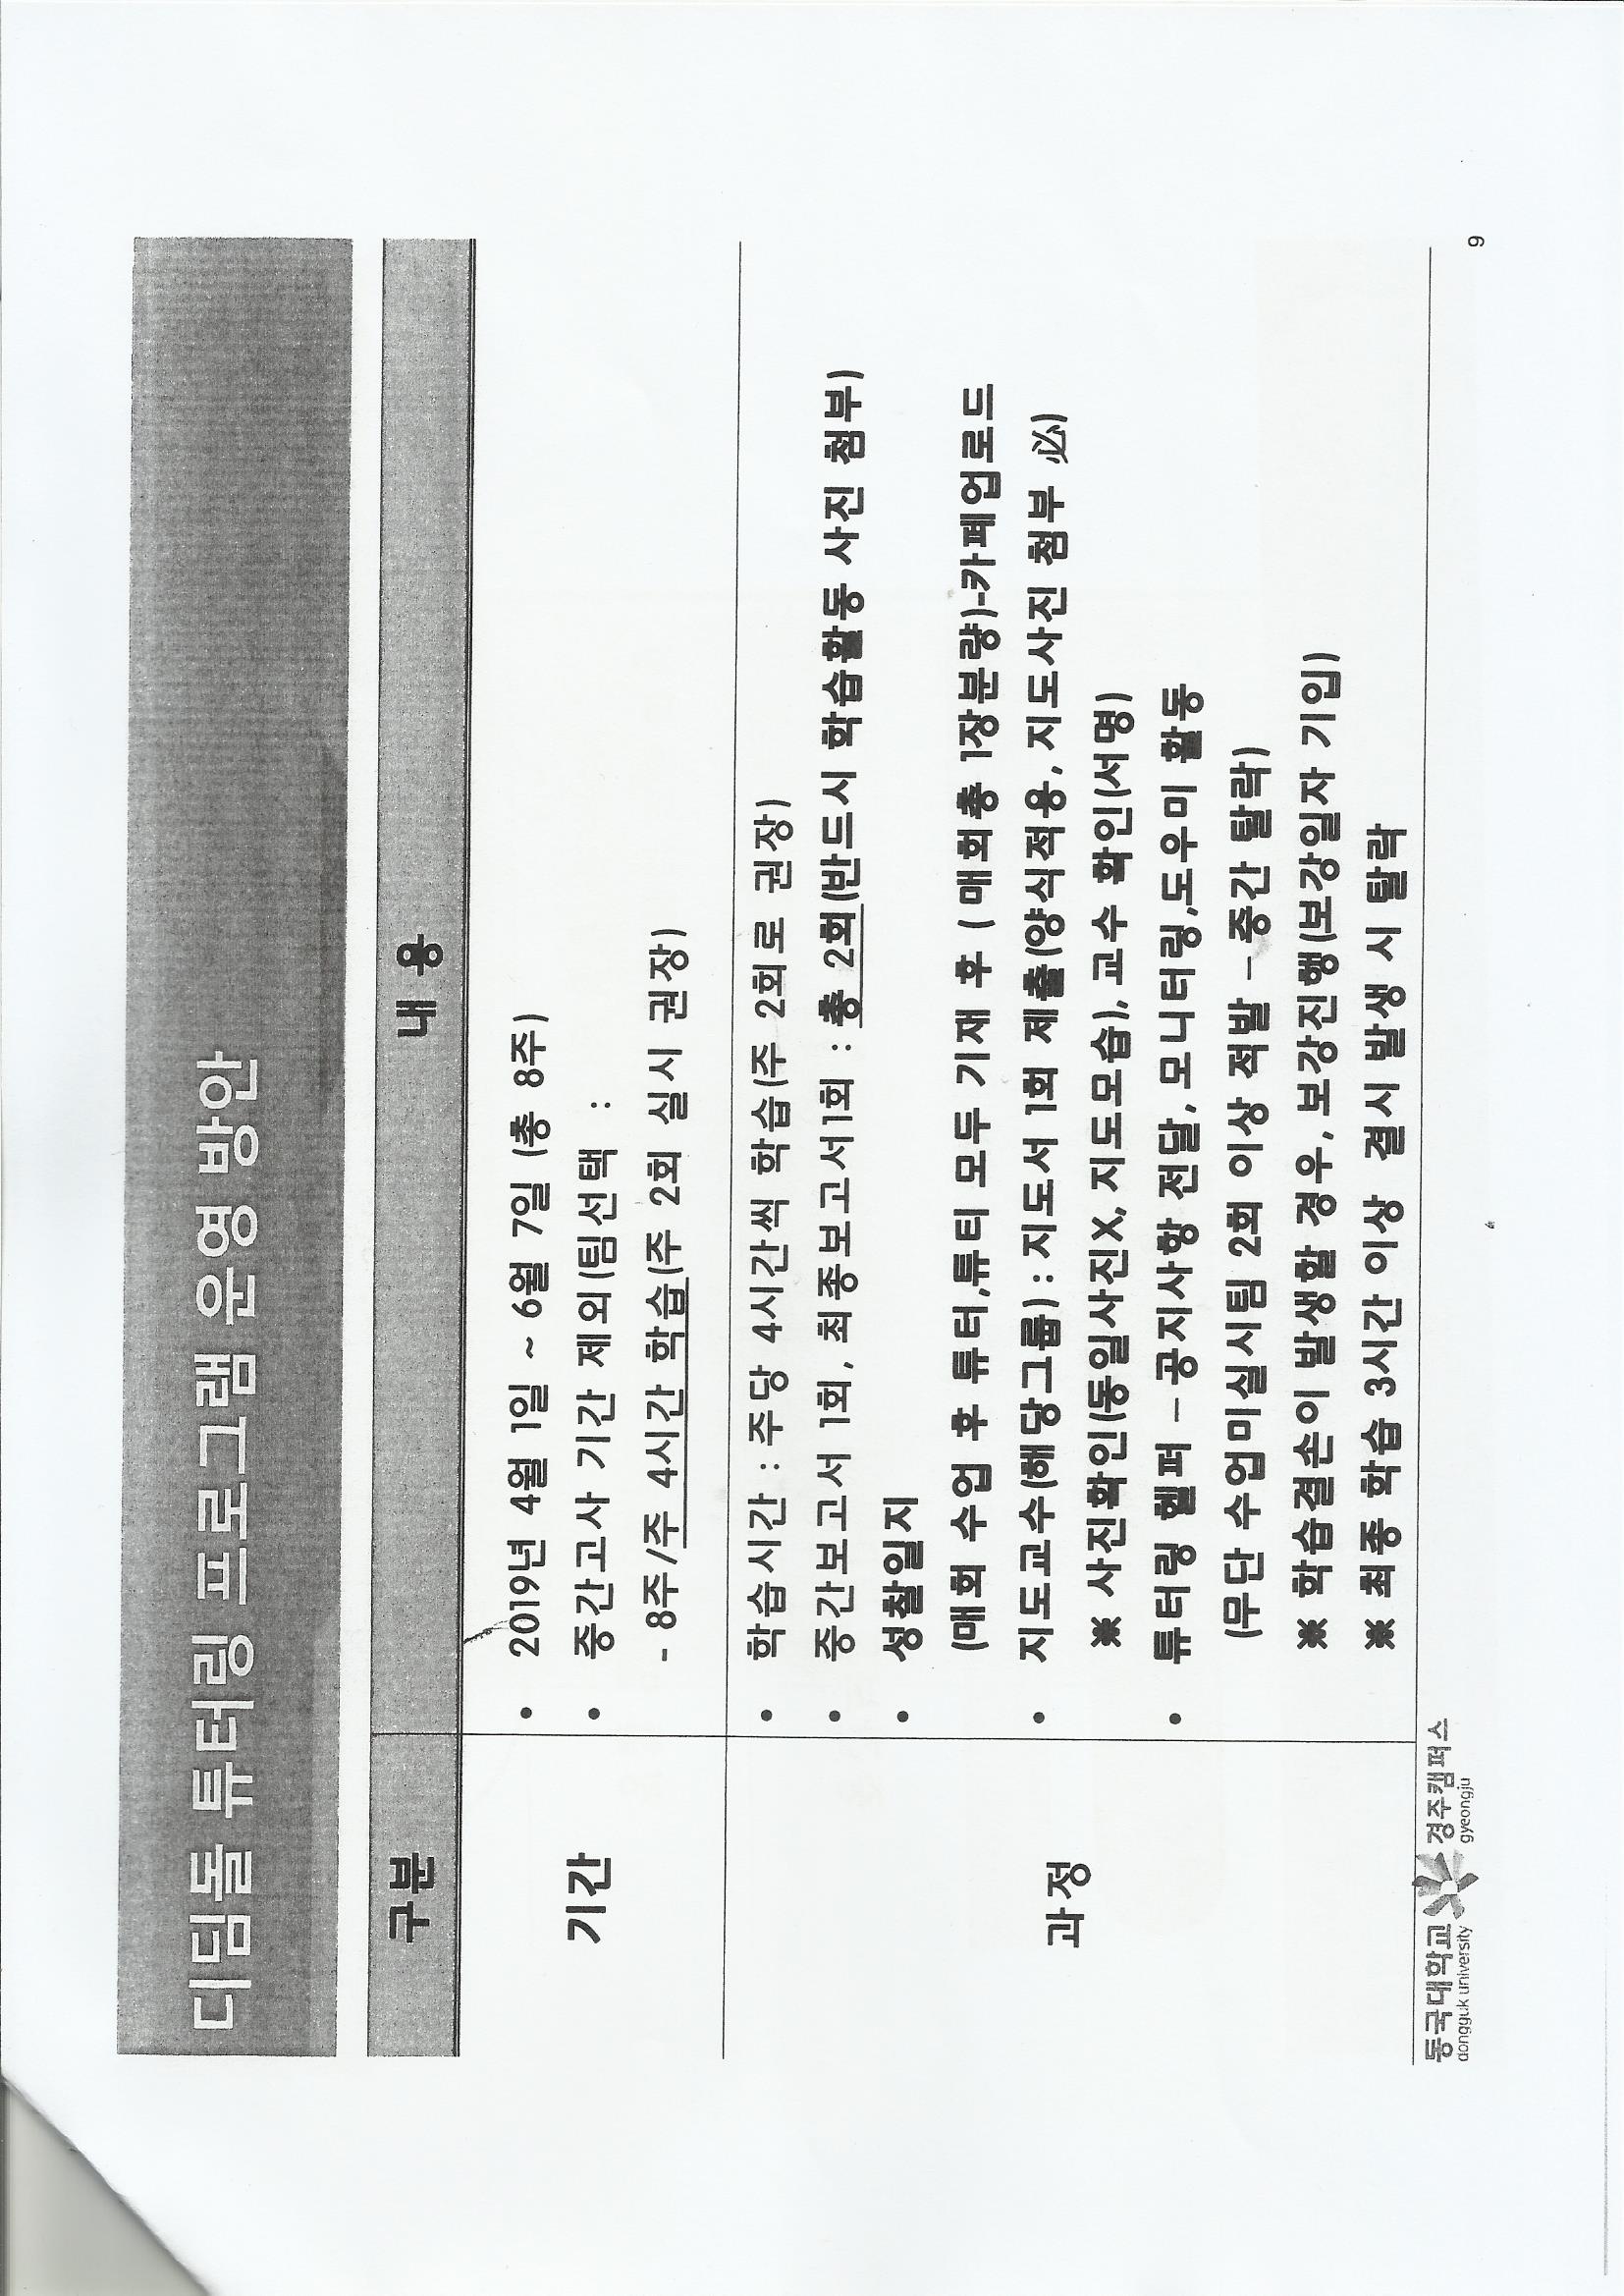 디딤돌 튜터링 프로그램 운영 방안
구분 내 용
기간
• 2019년 4월 1일 ~ 6월 7일 (총 8주)
• 중간고사 기간 제외(팀선택 :
- 8주/주 4시간 학습(주 2회 실시 권장)
과정
• 학습시간 : 주당 4시간씩 학습(주 2회로 권장)
• 중간보고서 1회, 최종보고서1회 : 총 2회(반드시 학습활동 사진 첨부)
• 성찰일지
(매회 수업 후 튜터,튜티 모두 기재 후 ( 매회총 1장분량)-카페업로드
• 지도교수(해당그룹) : 지도서 1회 제출(양식적용, 지도사진 첨부 必)
※ 사진확인(동일사진X, 지도모습), 교수 확인(서명)
• 튜터링 헬퍼 – 공지사항 전달, 모니터링,도우미 활동
(무단 수업미실시팀 2회 이상 적발 – 중간 탈락)
※ 학습결손이 발생할 경우, 보강진행(보강일자 기입)
※ 최종 학습 3시간 이상 결시 발생 시 탈락
동국대학교 경주캠퍼스
dongguk university gyeongju
9